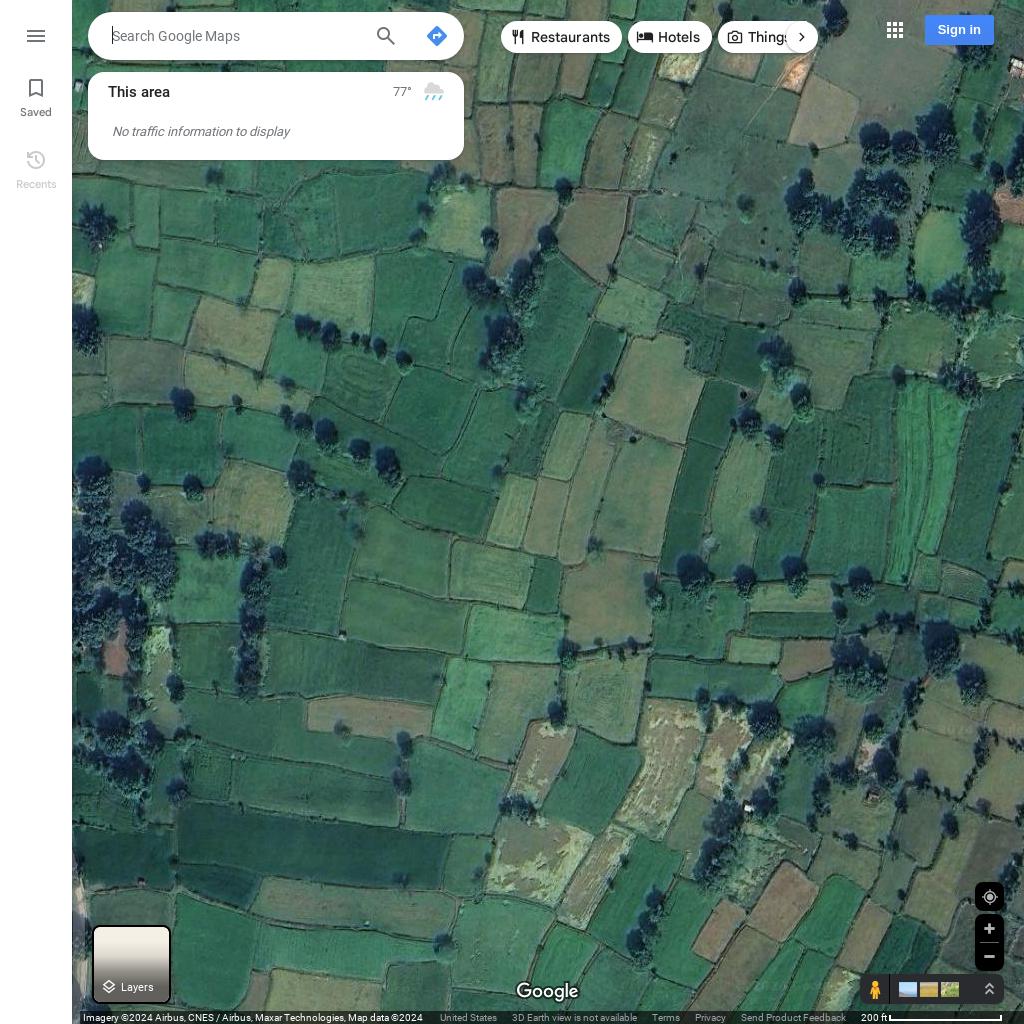 Search Google Maps
Restaurants
Hotels
Things
Sign in
This area
77°
No traffic information to display
Saved
Recents
Layers
Google
Imagery ©2024 Airbus, CNES / Airbus, Maxar Technologies, Map data ©2024 United States 3D Earth view is not available Terms Privacy Send Product Feedback 200 ft